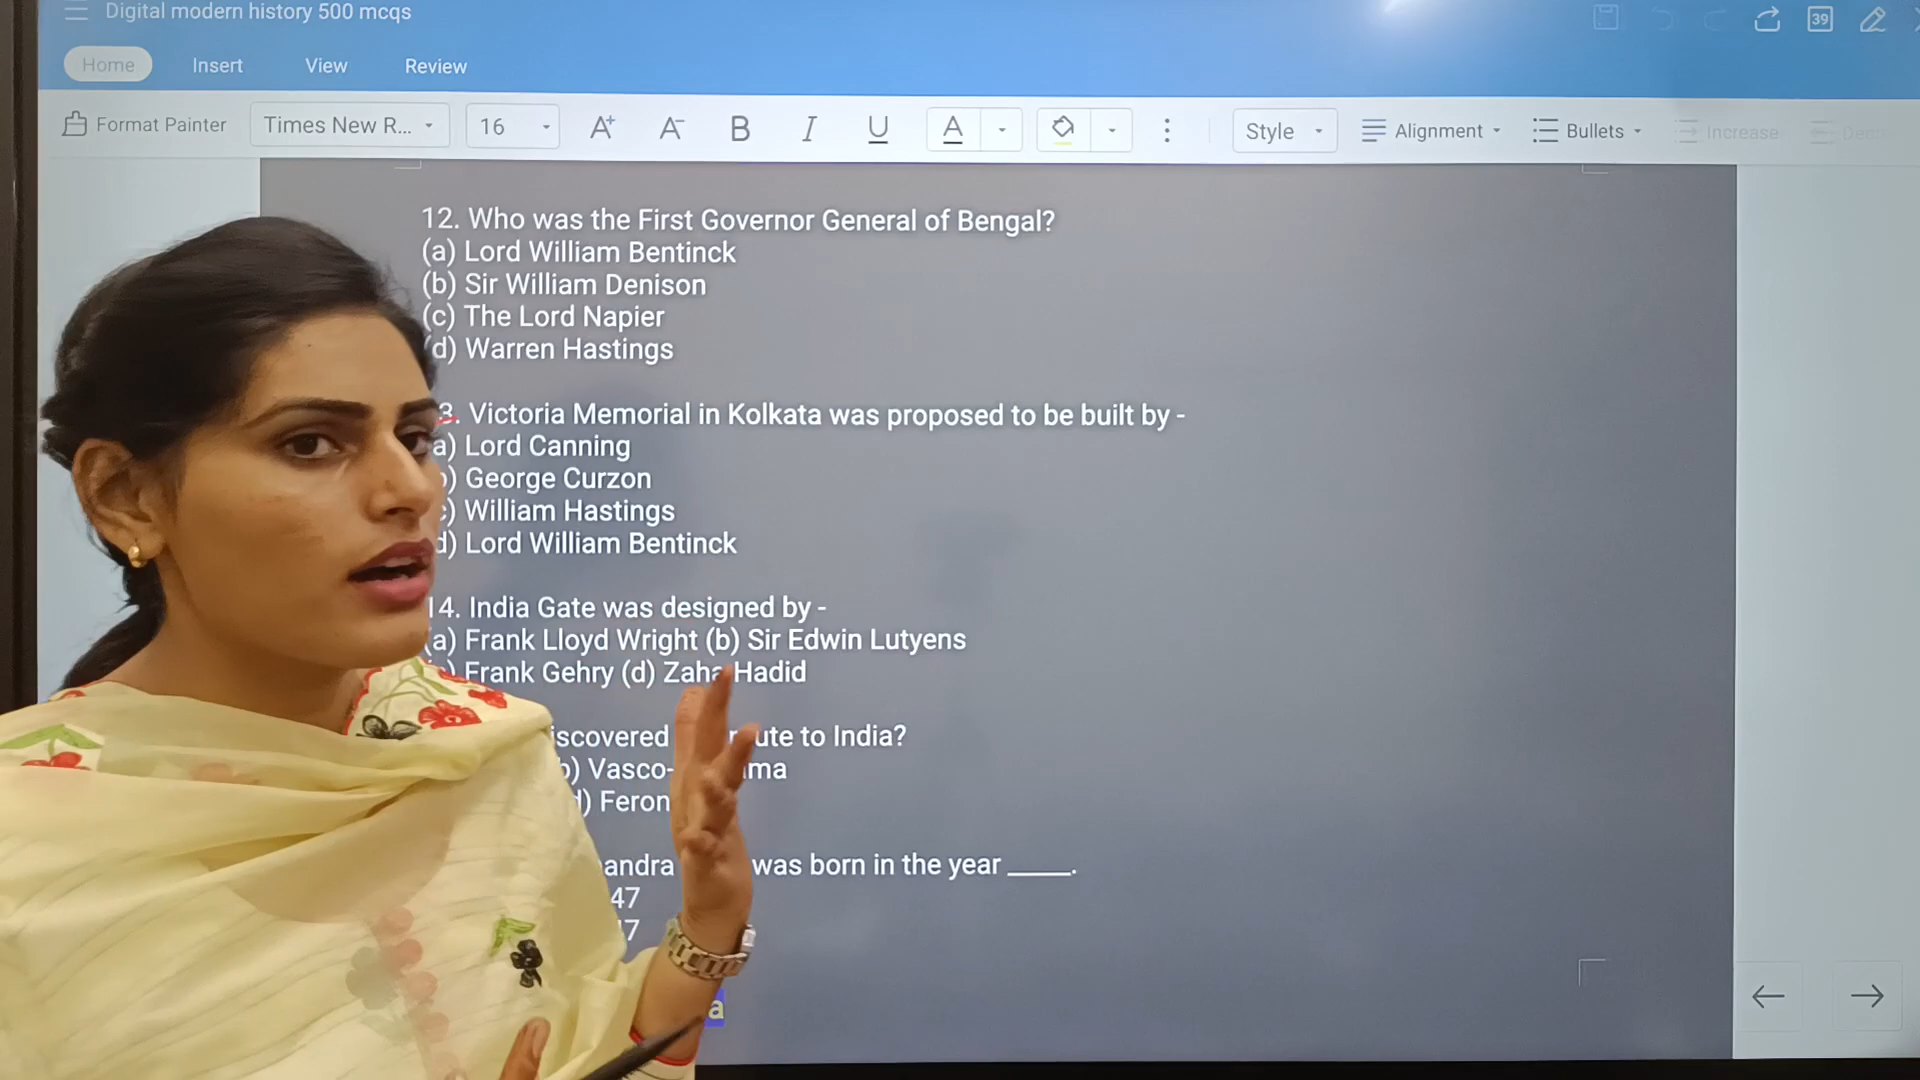 Digital modern history 500 mcqs
39
Home Insert View Review
Format Painter Times New R... 16 A+ A- B I U A Style Alignment Bullets Increase
12. Who was the First Governor General of Bengal?
(a) Lord William Bentinck
(b) Sir William Denison
(c) The Lord Napier
(d) Warren Hastings
3. Victoria Memorial in Kolkata was proposed to be built by -
a) Lord Canning
) George Curzon
) William Hastings
d) Lord William Bentinck
14. India Gate was designed by -
(a) Frank Lloyd Wright (b) Sir Edwin Lutyens
) Frank Gehry (d) Zaha Hadid
iscovered ute to India?
b) Vasco- ma
) Feron
andra was born in the year ____.
47
7
a